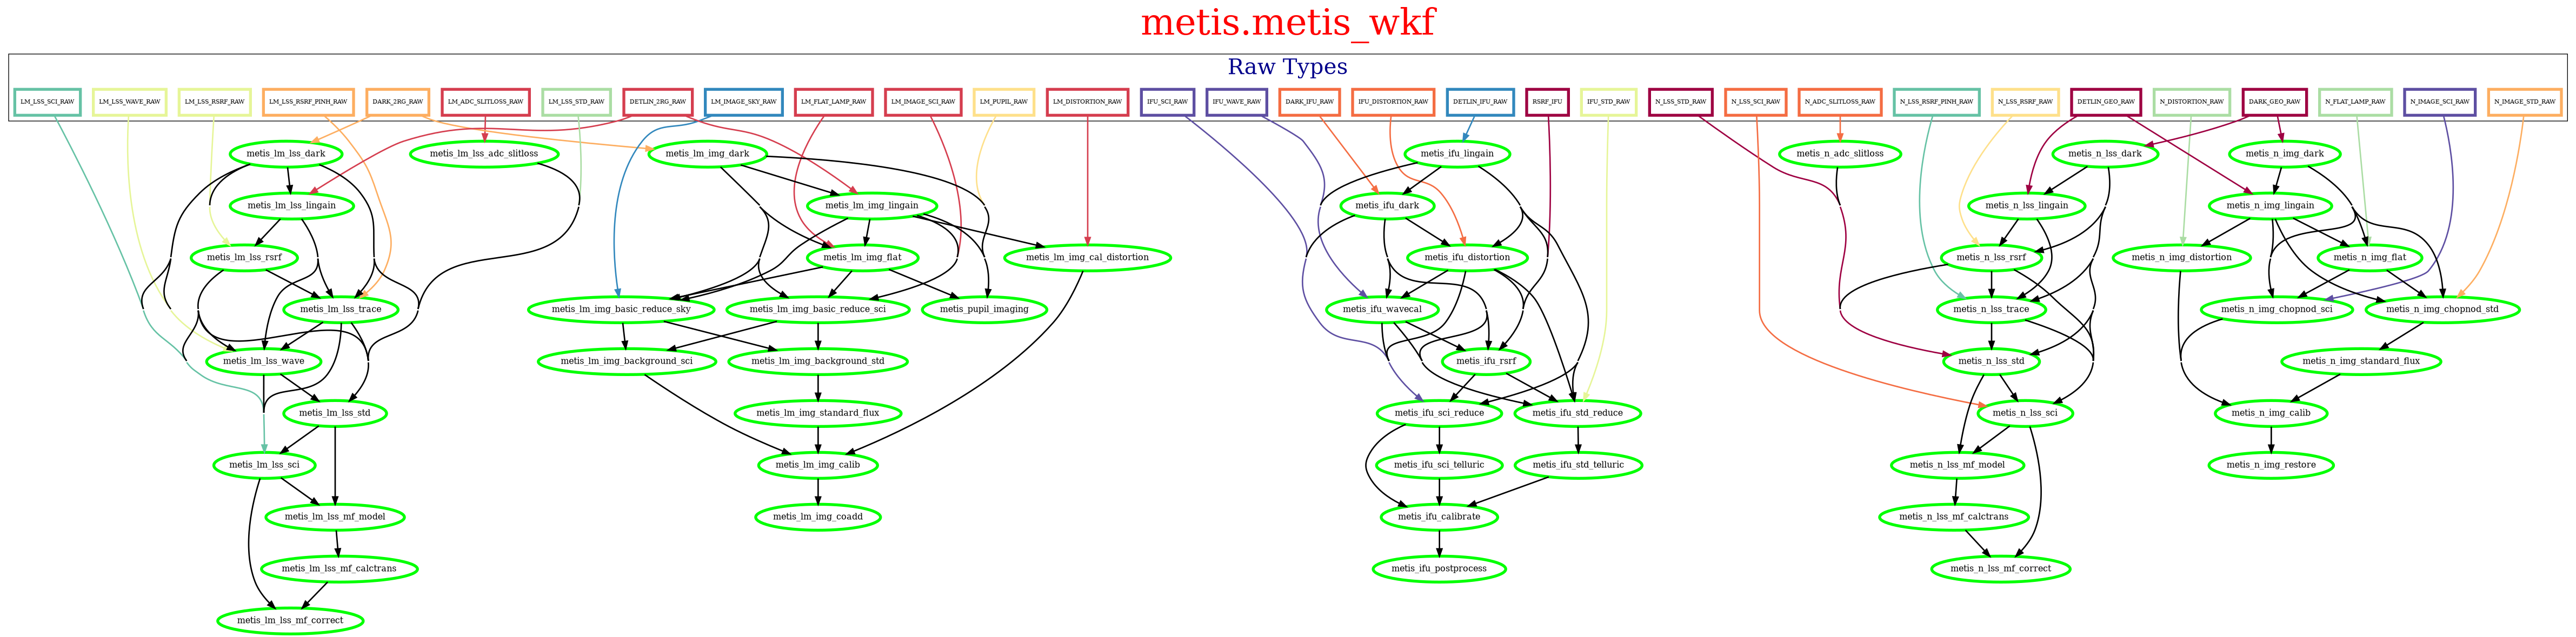 metis.metis_wkf
Raw Types
LM_LSS_SCI_RAW
LM_LSS_WAVE_RAW
LM_LSS_RSRF_RAW
LM_LSS_RSRF_PINH_RAW
DARK_2RG_RAW
LM_ADC_SLITLOSS_RAW
LM_LSS_STD_RAW
DETLIN_2RG_RAW
LM_IMAGE_SKY_RAW
LM_FLAT_LAMP_RAW
LM_IMAGE_SCI_RAW
LM_PUPIL_RAW
LM_DISTORTION_RAW
IFU_SCI_RAW
IFU_WAVE_RAW
DARK_IFU_RAW
IFU_DISTORTION_RAW
DETLIN_IFU_RAW
RSRF_IFU
IFU_STD_RAW
N_LSS_STD_RAW
N_LSS_SCI_RAW
N_ADC_SLITLOSS_RAW
N_LSS_RSRF_PINH_RAW
N_LSS_RSRF_RAW
DETLIN_GEO_RAW
N_DISTORTION_RAW
DARK_GEO_RAW
N_FLAT_LAMP_RAW
N_IMAGE_SCI_RAW
N_IMAGE_STD_RAW
metis_lm_lss_dark
metis_lm_lss_adc_slitloss
metis_lm_img_dark
metis_ifu_lingain
metis_n_adc_slitloss
metis_n_lss_dark
metis_n_img_dark
metis_lm_lss_lingain
metis_lm_img_lingain
metis_ifu_dark
metis_n_lss_lingain
metis_n_img_lingain
metis_lm_lss_rsrf
metis_lm_img_flat
metis_lm_img_cal_distortion
metis_ifu_distortion
metis_n_lss_rsrf
metis_n_img_distortion
metis_n_img_flat
metis_lm_lss_trace
metis_lm_img_basic_reduce_sky
metis_lm_img_basic_reduce_sci
metis_pupil_imaging
metis_ifu_wavecal
metis_n_lss_trace
metis_n_img_chopnod_sci
metis_n_img_chopnod_std
metis_lm_lss_wave
metis_lm_img_background_sci
metis_lm_img_background_std
metis_ifu_rsrf
metis_n_lss_std
metis_n_img_standard_flux
metis_lm_lss_std
metis_lm_img_standard_flux
metis_ifu_sci_reduce
metis_ifu_std_reduce
metis_n_lss_sci
metis_n_img_calib
metis_lm_lss_sci
metis_lm_img_calib
metis_ifu_sci_telluric
metis_ifu_std_telluric
metis_n_lss_mf_model
metis_n_img_restore
metis_lm_lss_mf_model
metis_lm_img_coadd
metis_ifu_calibrate
metis_n_lss_mf_calctrans
metis_lm_lss_mf_calctrans
metis_ifu_postprocess
metis_n_lss_mf_correct
metis_lm_lss_mf_correct